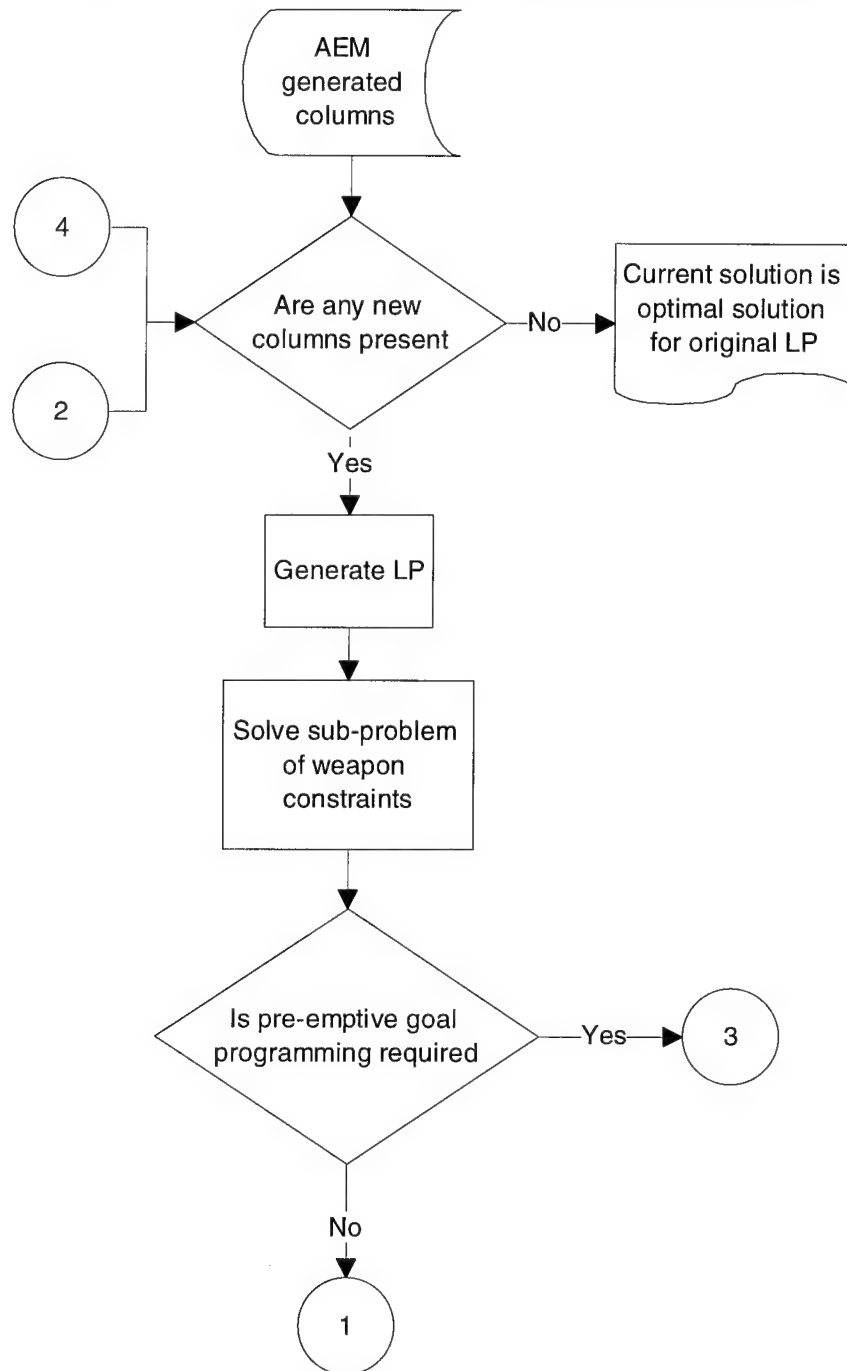 AEM
generated
columns
4
Are any new
columns present
No
Current solution is
optimal solution
for original LP
2
Yes
Generate LP
Solve sub-problem
of weapon
constraints
Is pre-emptive goal
programming required
Yes
3
No
1